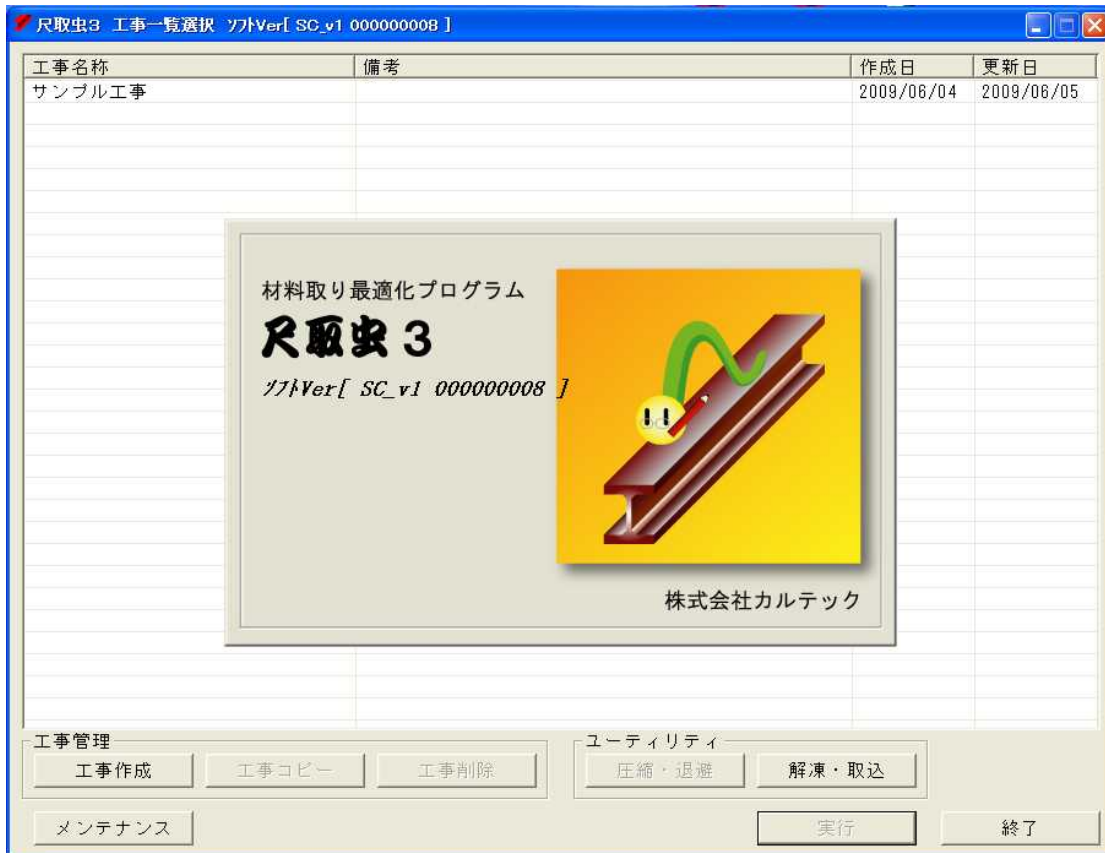 尺取虫3 工事一覧選択 ｿﾌﾄVer[ SC_v1 000000008 ]
工事名称 備考 作成日 更新日
サンプル工事 2009/06/04 2009/06/05
材料取り最適化プログラム
尺取虫3
ｿﾌﾄVer[ SC_v1 000000008 ]
株式会社カルテック
工事管理
工事作成 工事コピー 工事削除
ユーティリティ
圧縮・退避 解凍・取込
メンテナンス 実行 終了